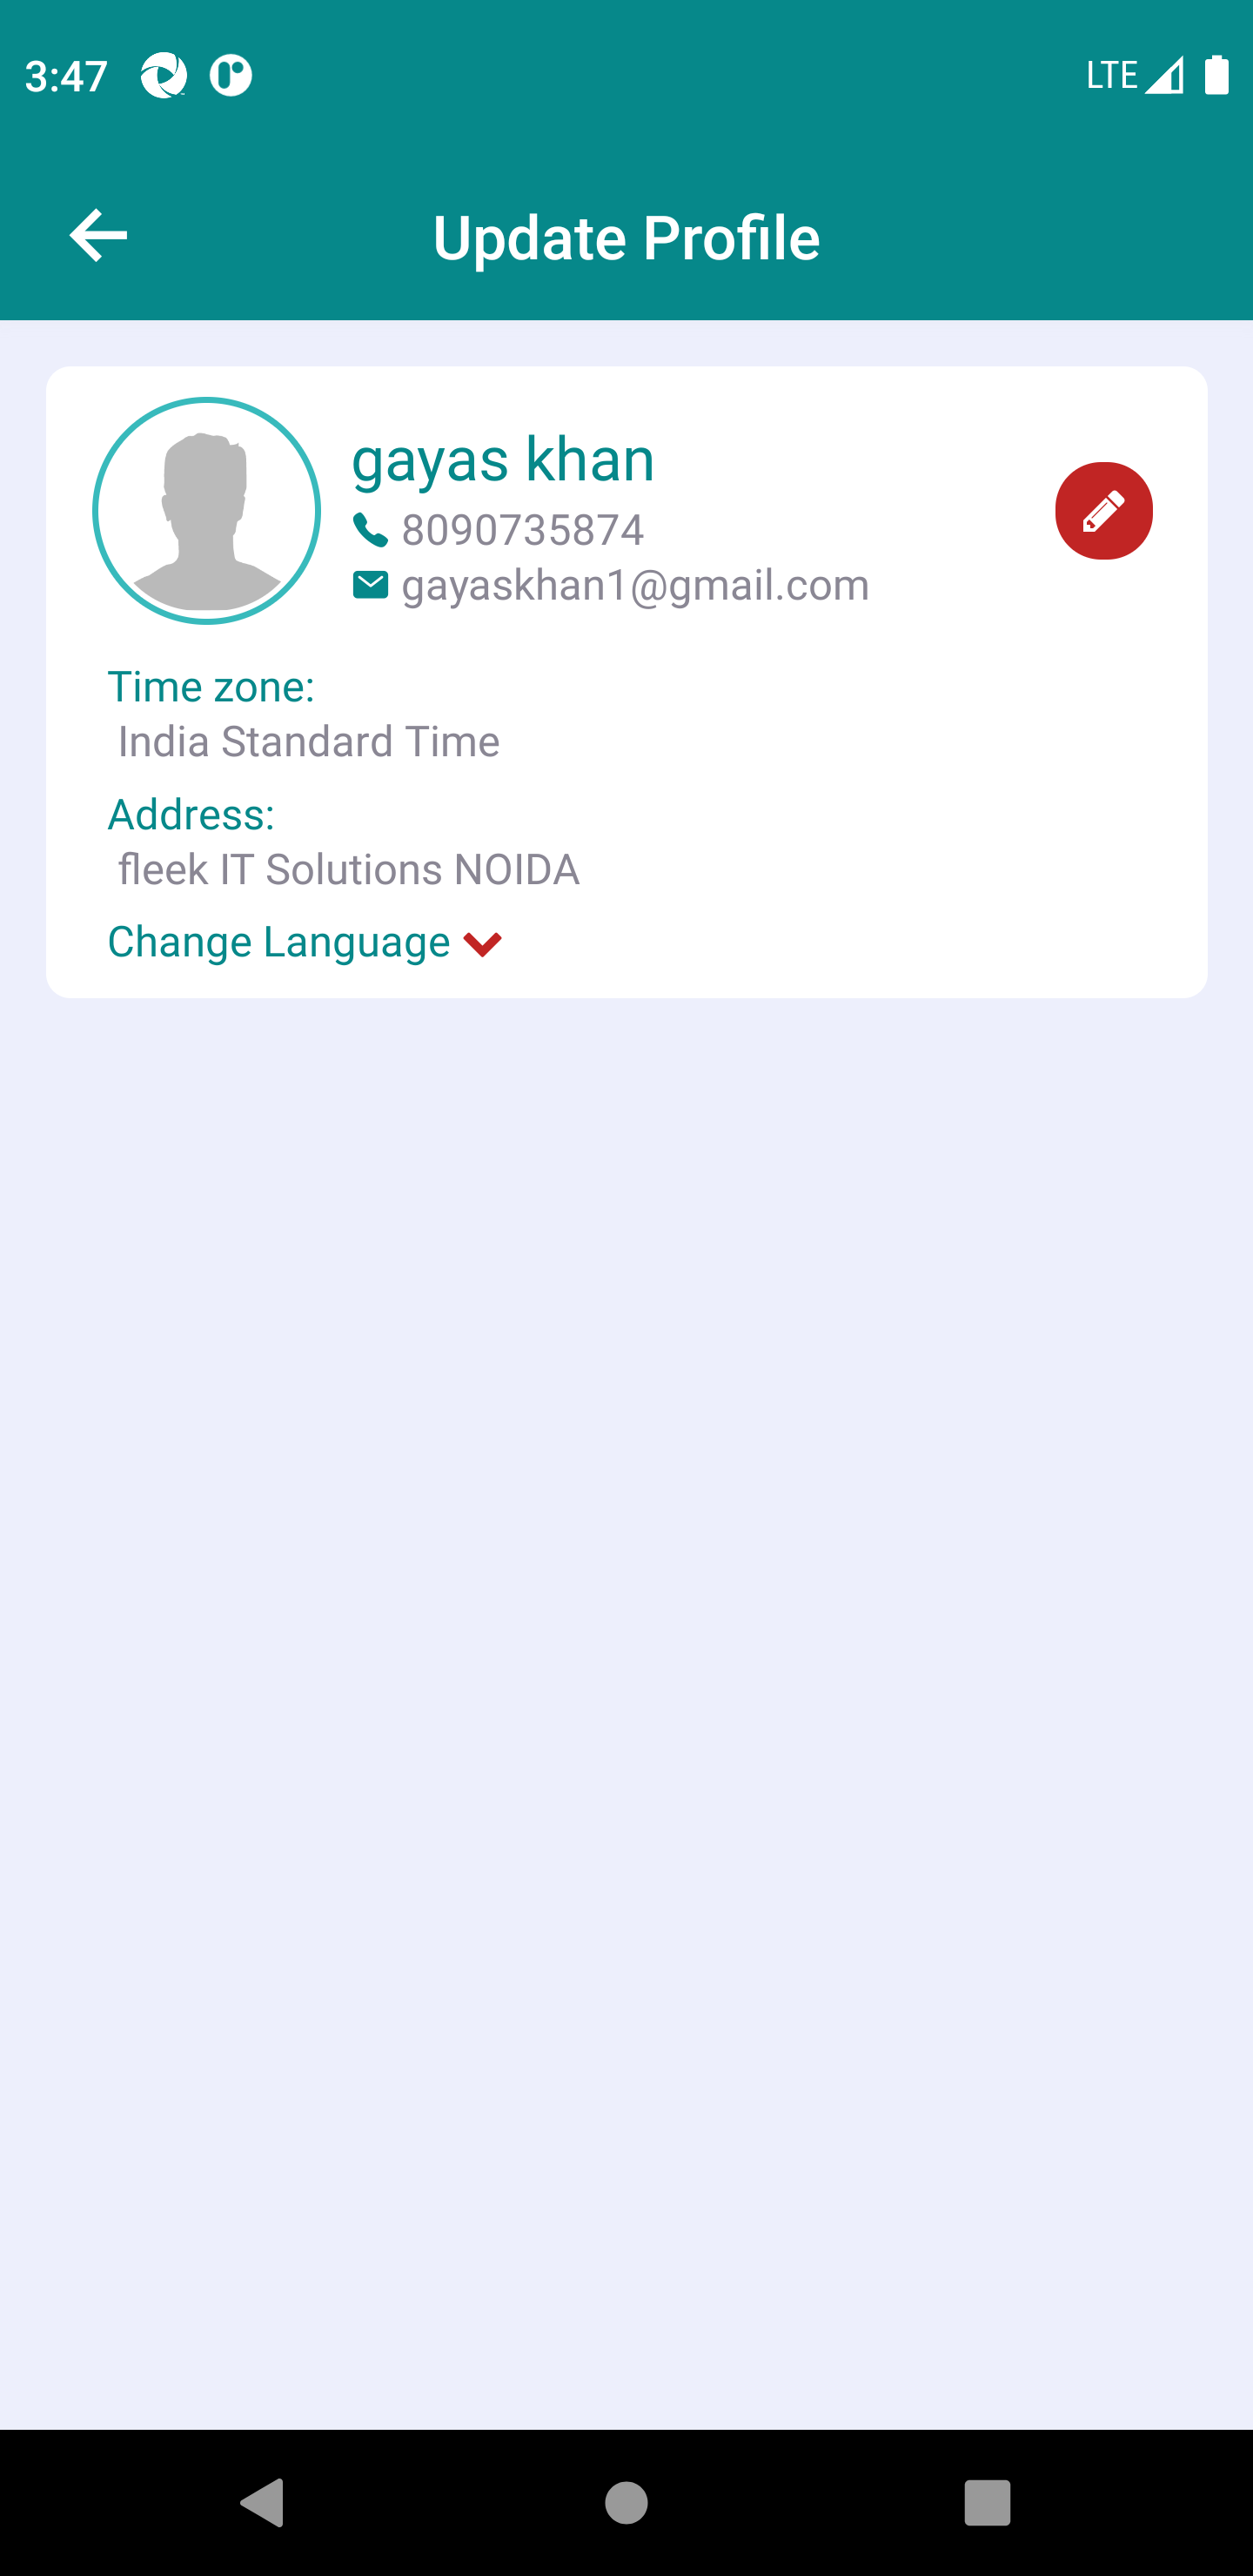 3:47
LTE
Update Profile
gayas khan
8090735874
gayaskhan1@gmail.com
Time zone:
India Standard Time
Address:
fleek IT Solutions NOIDA
Change Language